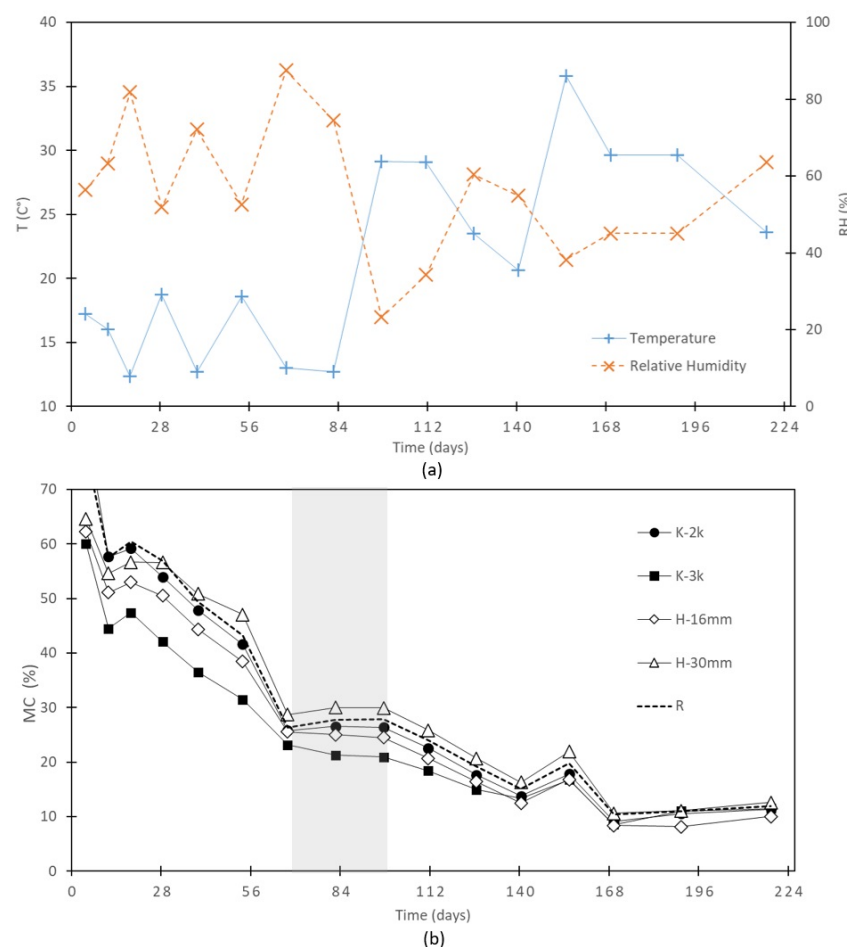 40
35
30
25
20
15
10
T (C°)
100
80
60
40
20
0
RH (%)
Temperature
Relative Humidity
0 28 56 84 112 140 168 196 224
Time (days)
(a)
70
60
50
40
30
20
10
0
MC (%)
K-2k
K-3k
H-16mm
H-30mm
R
0 28 56 84 112 140 168 196 224
Time (days)
(b)